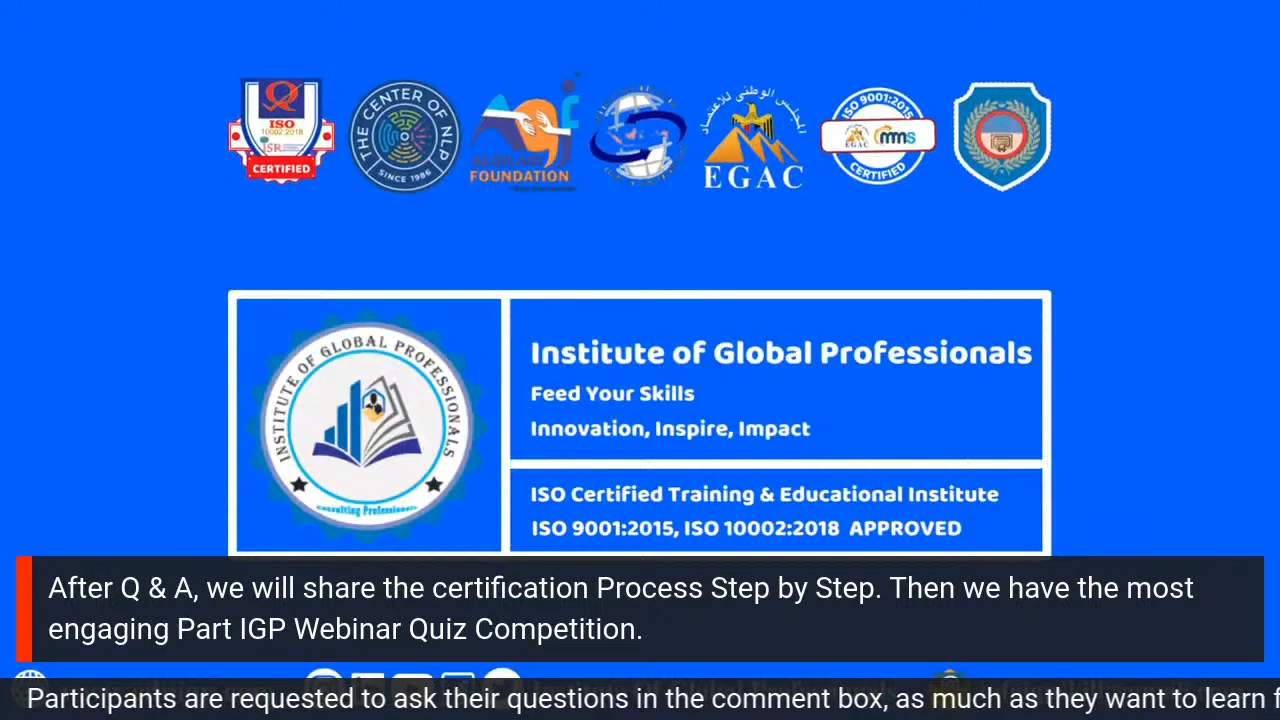 ISO
10002 2018
CERTIFIED
THE CENTER OF NLP
SINCE 1986
FOUNDATION
المجلس الوطنى للاعتماد
EGAC
ISO 9001:2015
EGAC mms
CERTIFIED
INSTITUTE OF GLOBAL PROFESSIONALS
Consulting Professionals
Institute of Global Professionals
Feed Your Skills
Innovation, Inspire, Impact
ISO Certified Training & Educational Institute
ISO 9001:2015, ISO 10002:2018 APPROVED
After Q & A, we will share the certification Process Step by Step. Then we have the most
engaging Part IGP Webinar Quiz Competition.
Participants are requested to ask their questions in the comment box, as much as they want to learn f